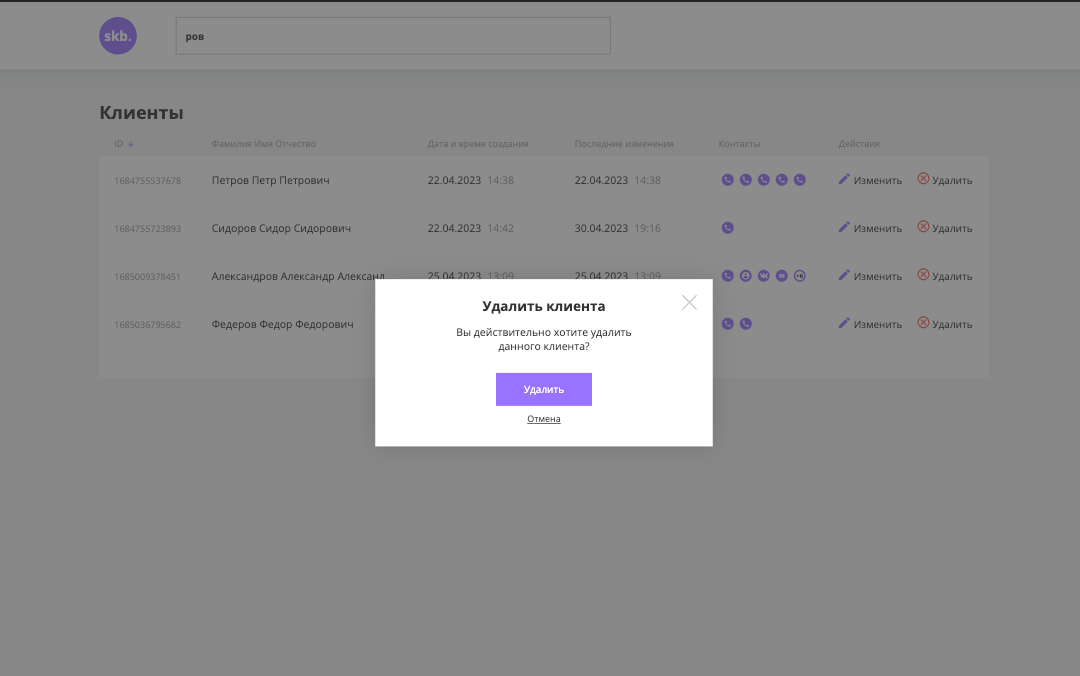 skb.
ров
Клиенты
ID Фамилия Имя Отчество Дата и время создания Последние изменения Контакты Действия
1684755537678 Петров Петр Петрович 22.04.2023 14:38 22.04.2023 14:38 Изменить Удалить
1684755723893 Сидоров Сидор Сидорович 22.04.2023 14:42 30.04.2023 19:16 Изменить Удалить
1685009378451 Александров Александр Александ 25.04.2023 13:09 25.04.2023 13:09 Изменить Удалить
1685036795682 Федеров Федор Федорович Изменить Удалить
Удалить клиента
Вы действительно хотите удалить
данного клиента?
Удалить
Отмена